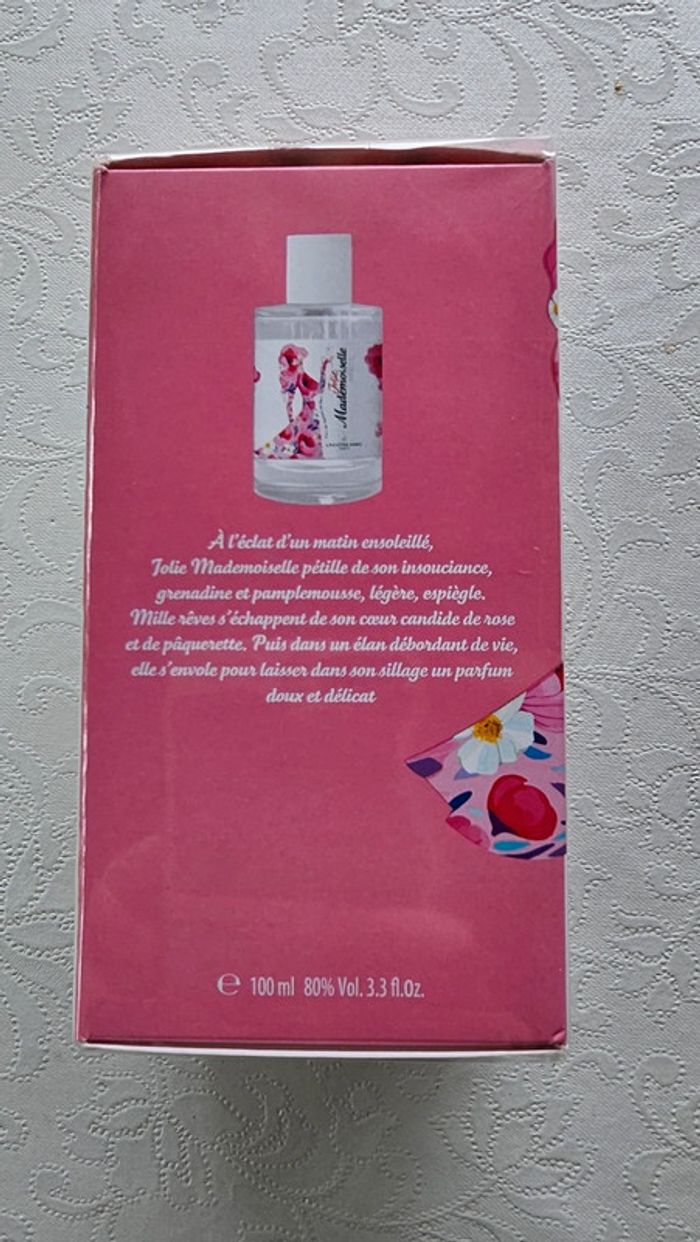 Jolie
Mademoiselle
À l'éclat d'un matin ensoleillé,
Jolie Mademoiselle pétille de son insouciance,
grenadine et pamplemousse, légère, espiègle.
Mille rêves s'échappent de son cœur candide de rose
et de pâquerette. Puis dans un élan débordant de vie,
elle s'envole pour laisser dans son sillage un parfum
doux et délicat
℮ 100 ml 80% Vol. 3.3 fl.Oz.